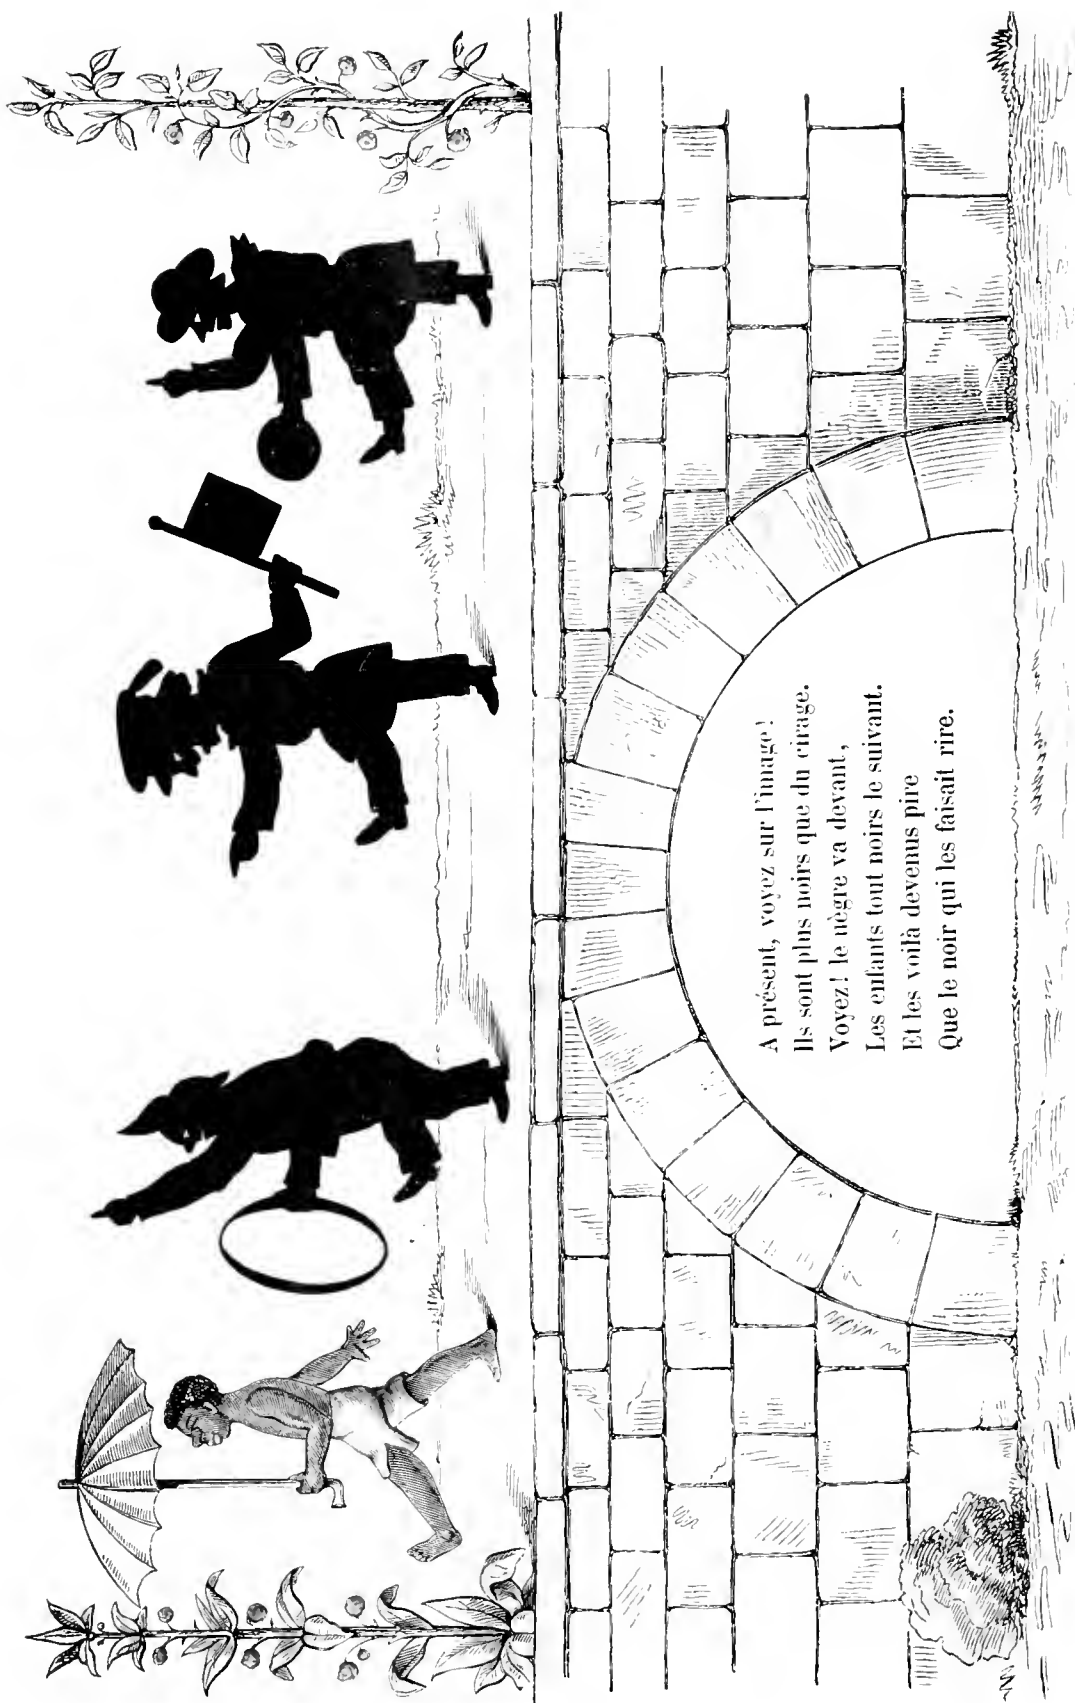 A présent, voyez sur l'image!
Ils sont plus noirs que du cirage.
Voyez! le nègre va devant,
Les enfants tout noirs le suivant.
Et les voilà devenus pire
Que le noir qui les faisait rire.